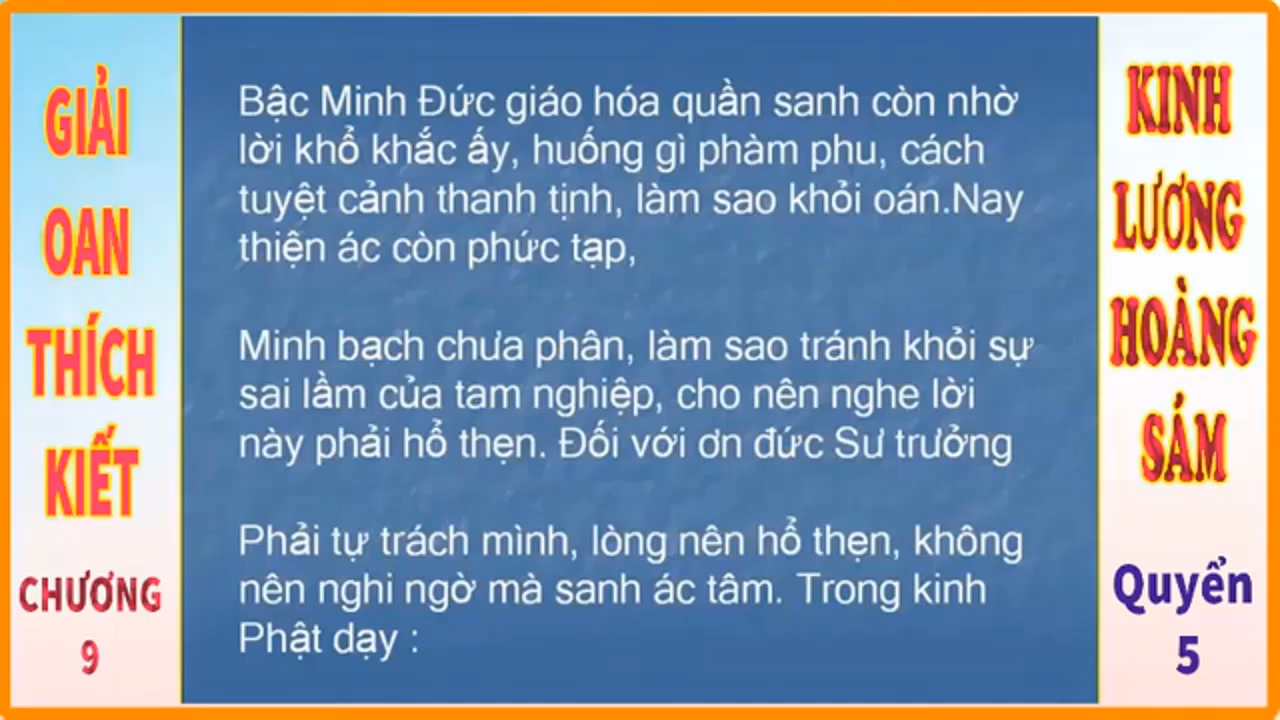 GIẢI
OAN
THÍCH
KIẾT
CHƯƠNG
9
Bậc Minh Đức giáo hóa quần sanh còn nhờ
lời khổ khắc ấy, huống gì phàm phu, cách
tuyệt cảnh thanh tịnh, làm sao khỏi oán.Nay
thiện ác còn phức tạp,
Minh bạch chưa phân, làm sao tránh khỏi sự
sai lầm của tam nghiệp, cho nên nghe lời
này phải hổ thẹn. Đối với ơn đức Sư trưởng
Phải tự trách mình, lòng nên hổ thẹn, không
nên nghi ngờ mà sanh ác tâm. Trong kinh
Phật dạy :
KINH
LƯƠNG
HOÀNG
SÁM
Quyển
5